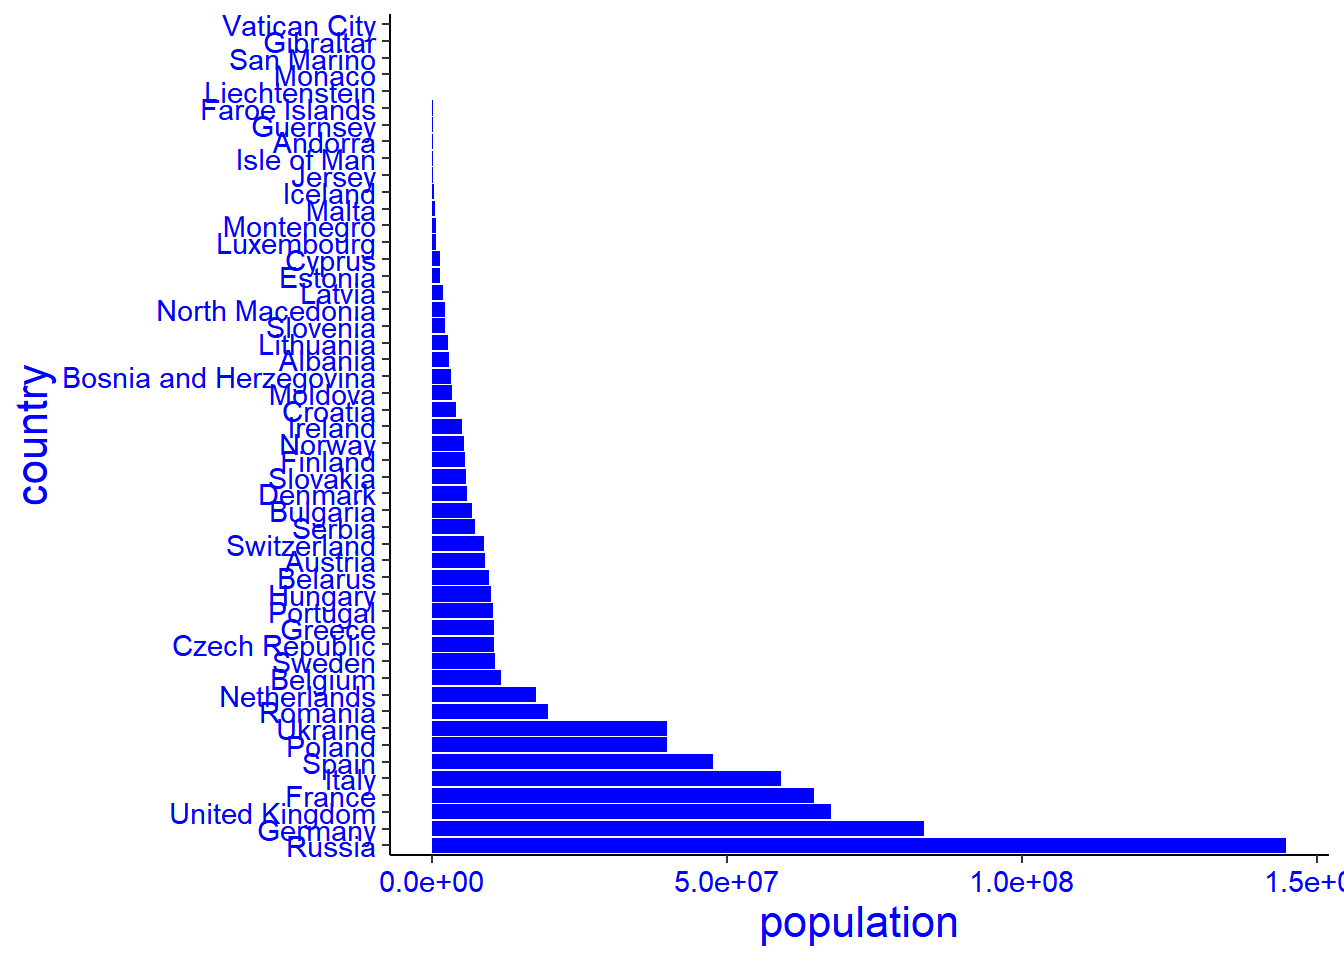 Vatican City
Gibraltar
San Marino
Monaco
Liechtenstein
Faroe Islands
Guernsey
Andorra
Isle of Man
Jersey
Iceland
Malta
Montenegro
Luxembourg
Cyprus
Estonia
Latvia
North Macedonia
Slovenia
Lithuania
Albania
Bosnia and Herzegovina
Moldova
Croatia
Ireland
Norway
Finland
Slovakia
Denmark
Bulgaria
Serbia
Switzerland
Austria
Belarus
Hungary
Portugal
Greece
Czech Republic
Sweden
Belgium
Netherlands
Romania
Ukraine
Poland
Spain
Italy
France
United Kingdom
Germany
Russia
country
0.0e+00 5.0e+07 1.0e+08
population